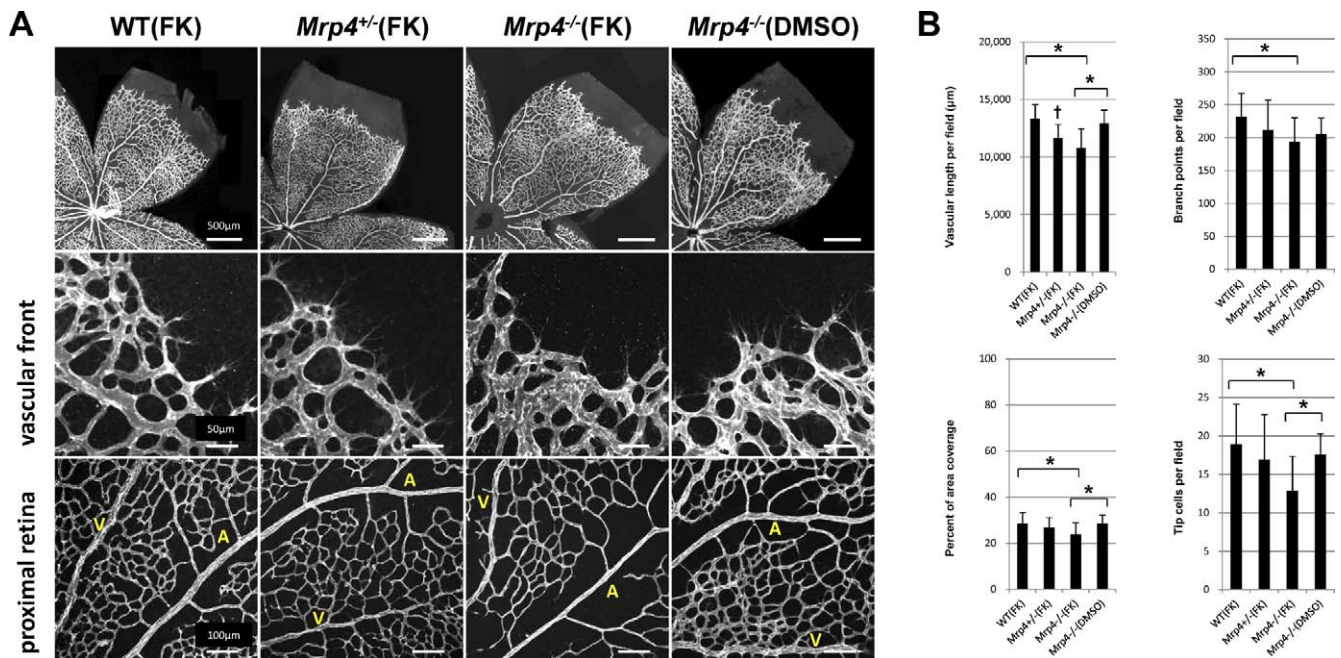 A
WT(FK)
Mrp4+/-(FK)
Mrp4-/-(FK)
Mrp4-/-(DMSO)
500µm
vascular front
50µm
proximal retina
V
A
A
V
V
A
A
V
100µm
B
Vascular length per field (µm)
20,000
15,000
10,000
5,000
0
*
*
†
WT(FK)
Mrp4+/-(FK)
Mrp4-/-(FK)
Mrp4-/-(DMSO)
Branch points per field
350
300
250
200
150
100
50
0
*
WT(FK)
Mrp4+/-(FK)
Mrp4-/-(FK)
Mrp4-/-(DMSO)
Percent of area coverage
100
80
60
40
20
0
*
*
WT(FK)
Mrp4+/-(FK)
Mrp4-/-(FK)
Mrp4-/-(DMSO)
Tip cells per field
30
25
20
15
10
5
0
*
*
WT(FK)
Mrp4+/-(FK)
Mrp4-/-(FK)
Mrp4-/-(DMSO)